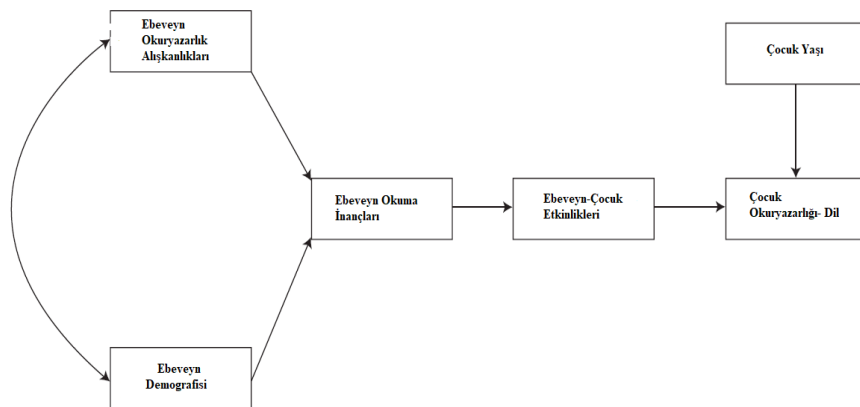 Ebeveyn
Okuryazarlık
Alışkanlıkları
Çocuk Yaşı
Ebeveyn Okuma
İnançları
Ebeveyn-Çocuk
Etkinlikleri
Çocuk
Okuryazarlığı- Dil
Ebeveyn
Demografisi